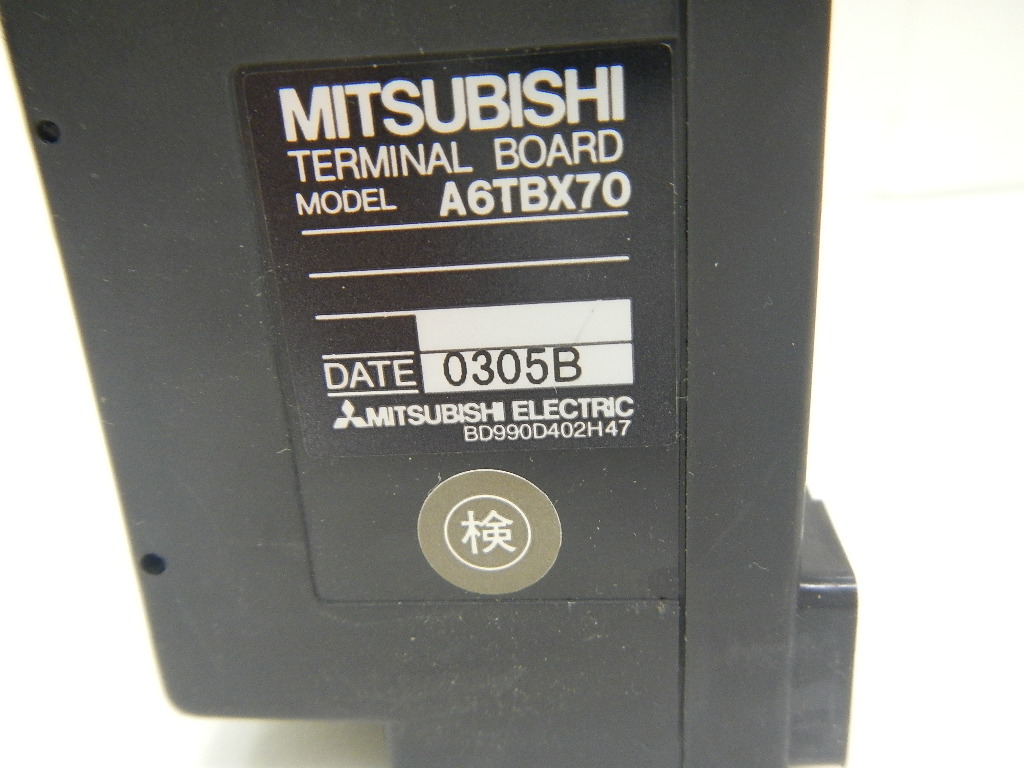 MITSUBISHI
TERMINAL BOARD
MODEL A6TBX70
DATE 0305B
MITSUBISHI ELECTRIC
BD990D402H47
検